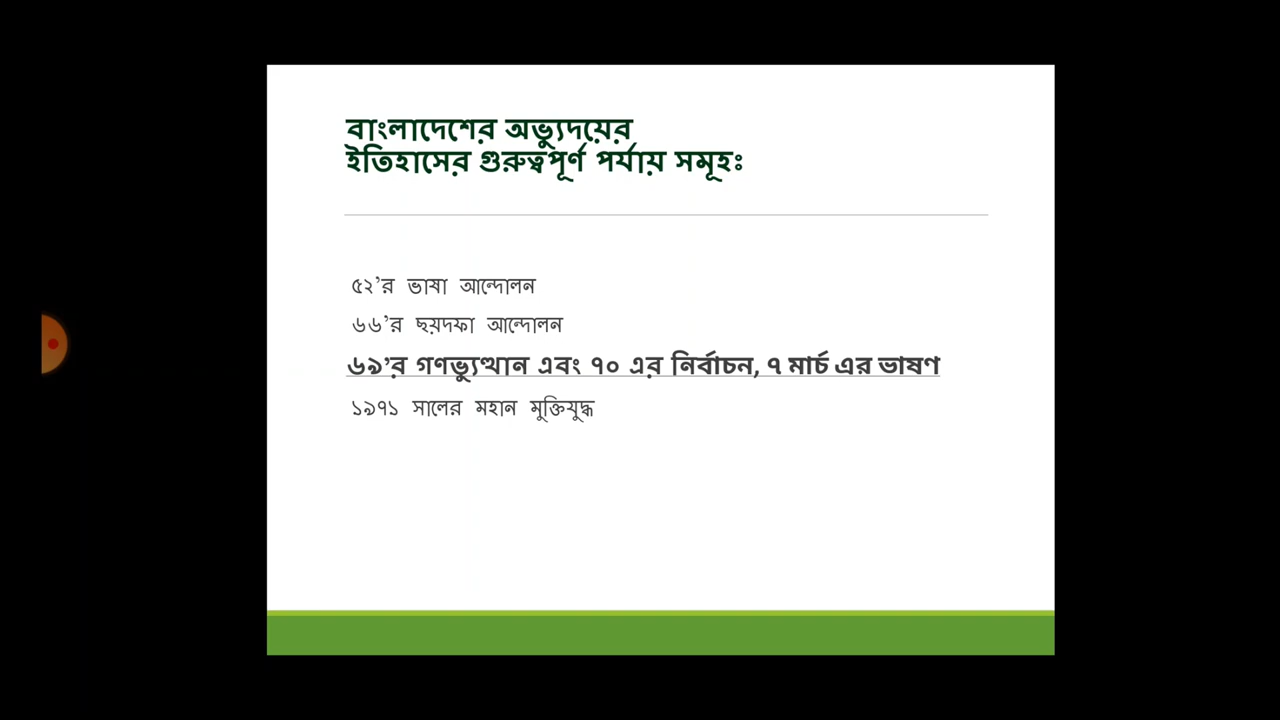 বাংলাদেশের অভ্যুদয়ের
ইতিহাসের গুরুত্বপূর্ণ পর্যায় সমূহঃ
৫২’র ভাষা আন্দোলন
৬৬’র ছয়দফা আন্দোলন
৬৯’র গণভ্যুত্থান এবং ৭০ এর নির্বাচন, ৭ মার্চ এর ভাষণ
১৯৭১ সালের মহান মুক্তিযুদ্ধ